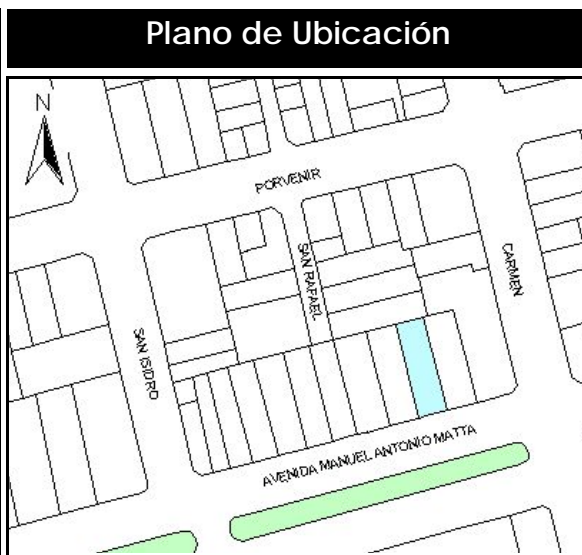 Plano de Ubicación
N
PORVENIR
SAN RAFAEL
CARMEN
SAN ISIDRO
AVENIDA MANUEL ANTONIO MATTA